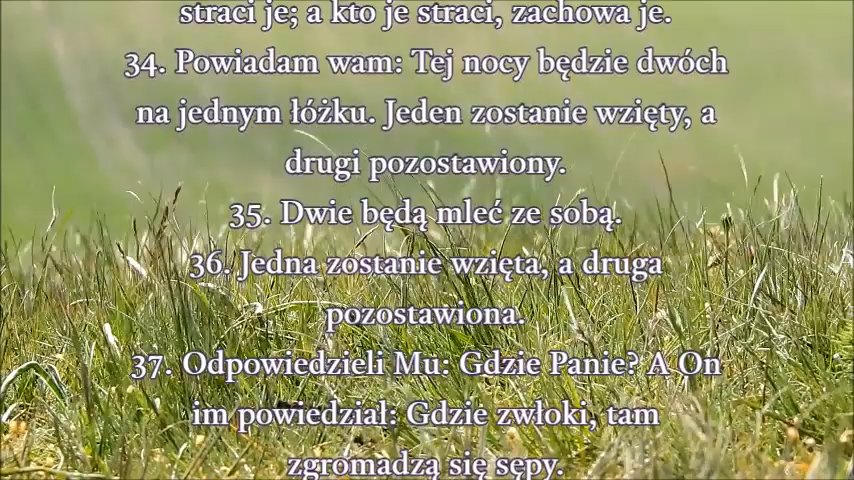 straci je; a kto je straci, zachowa je.
34. Powiadam wam: Tej nocy będzie dwóch
na jednym łóżku. Jeden zostanie wzięty, a
drugi pozostawiony.
35. Dwie będą mleć ze sobą.
36. Jedna zostanie wzięta, a druga
pozostawiona.
37. Odpowiedzieli Mu: Gdzie Panie? A On
im powiedział: Gdzie zwłoki, tam
zgromadzą się sępy.